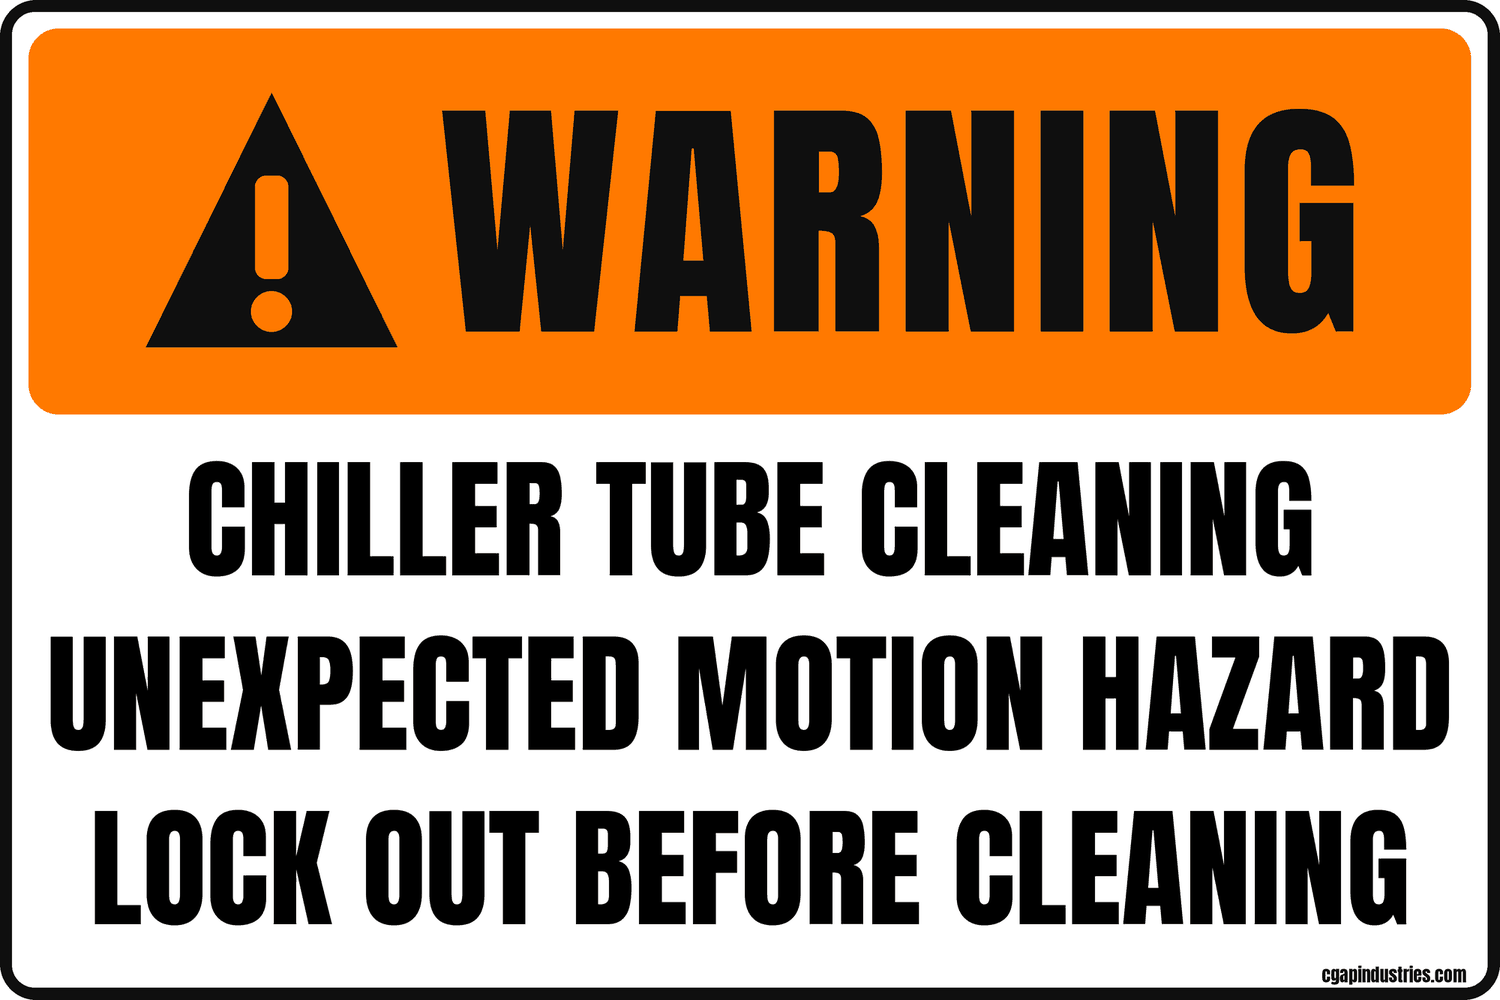 WARNING
CHILLER TUBE CLEANING
UNEXPECTED MOTION HAZARD
LOCK OUT BEFORE CLEANING
cgapindustries.com